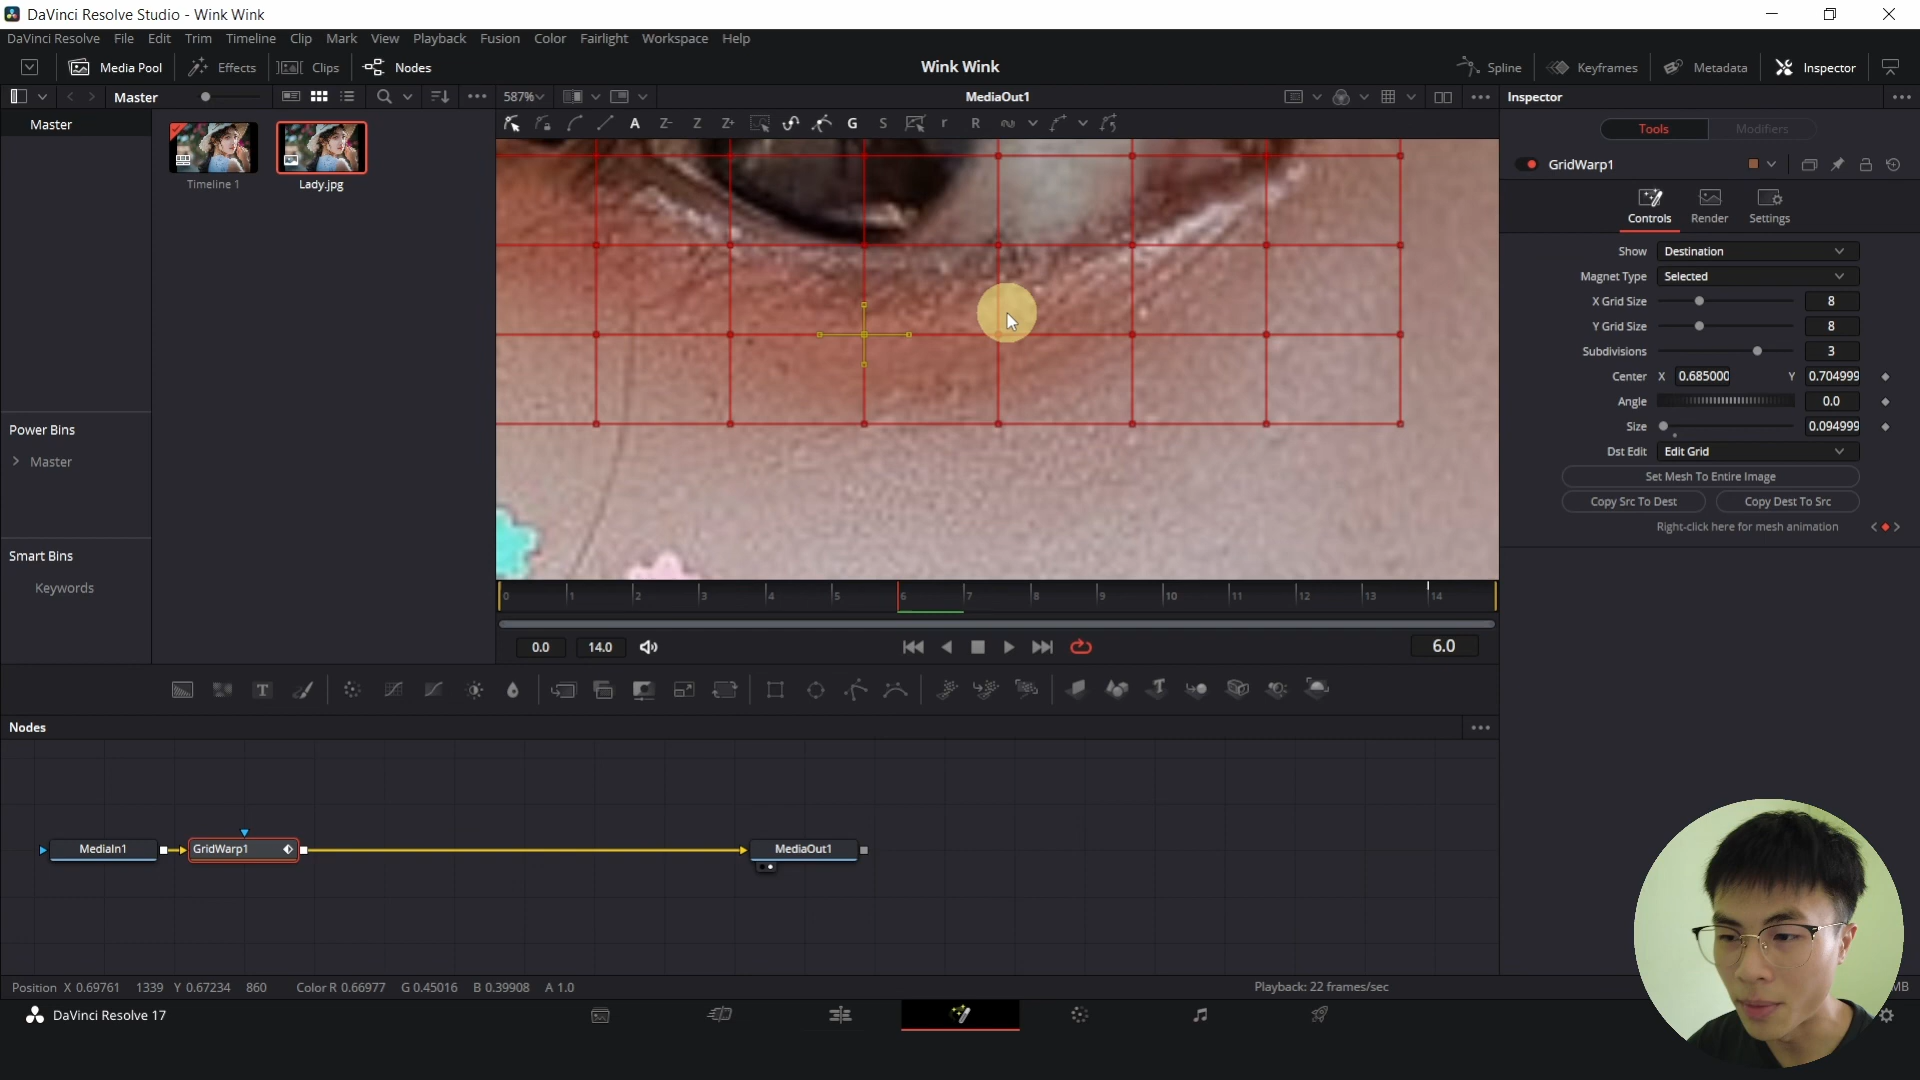 DaVinci Resolve Studio - Wink Wink
DaVinci Resolve File Edit Trim Timeline Clip Mark View Playback Fusion Color Fairlight Workspace Help
Media Pool Effects Clips Nodes Wink Wink Spline Keyframes Metadata Inspector
Master 587% MediaOut1 Inspector
Master
A Z- Z Z+ G S r R
Tools Modifiers
GridWarp1
Timeline 1 Lady.jpg
Controls Render Settings
Show Destination
Magnet Type Selected
X Grid Size 8
Y Grid Size 8
Subdivisions 3
Center X 0.685000 Y 0.704999
Angle 0.0
Size 0.094999
Dst Edit Edit Grid
Set Mesh To Entire Image
Copy Src To Dest Copy Dest To Src
Right-click here for mesh animation
Power Bins
Master
Smart Bins
Keywords
0 1 2 3 4 5 6 7 8 9 10 11 12 13 14
0.0 14.0 6.0
T
Nodes
MediaIn1 GridWarp1 MediaOut1
Position X 0.69761 1339 Y 0.67234 860 Color R 0.66977 G 0.45016 B 0.39908 A 1.0 Playback: 22 frames/sec MB
DaVinci Resolve 17